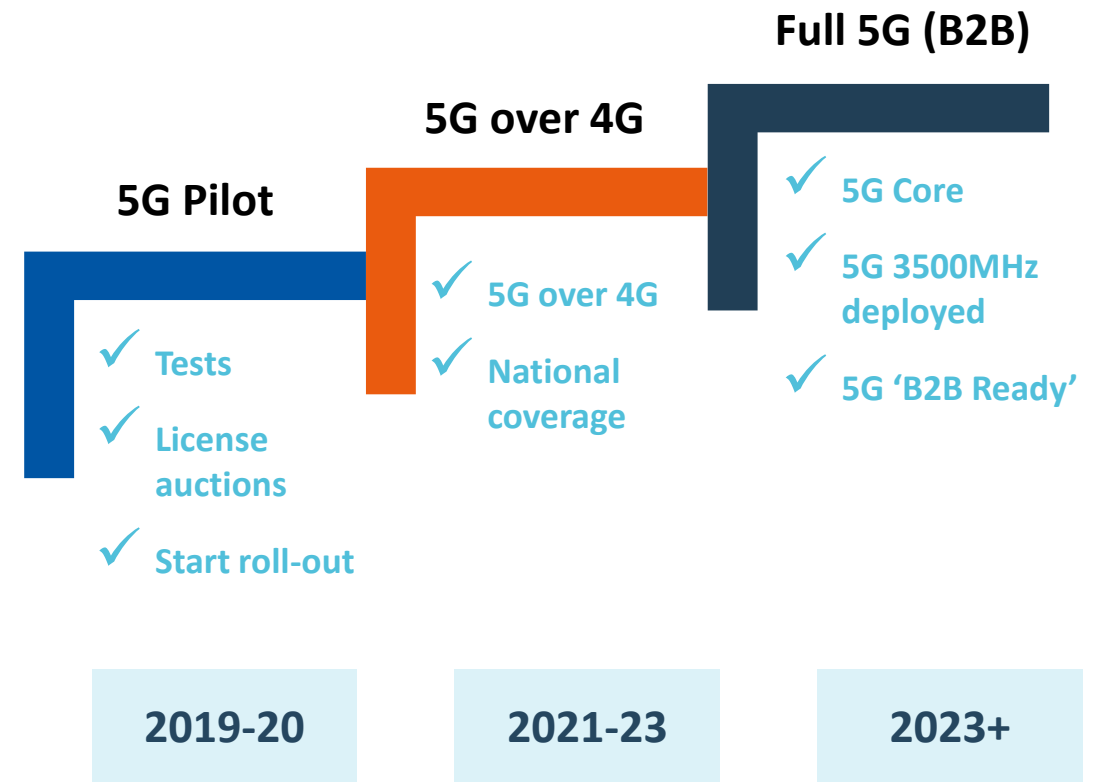 Full 5G (B2B)
5G over 4G
5G Pilot
5G Core
5G 3500MHz
deployed
5G ‘B2B Ready’
5G over 4G
National
coverage
Tests
License
auctions
Start roll-out
2019-20
2021-23
2023+